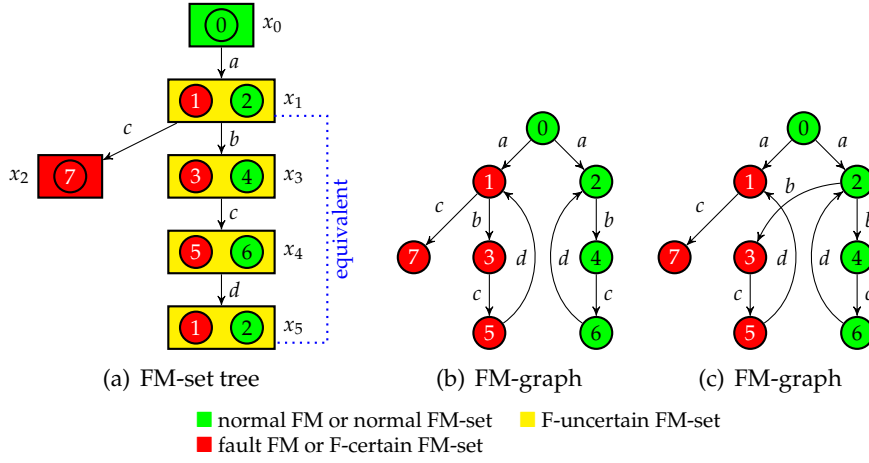 0
x₀
a
1 2
x₁
c
b
x₂
7
3 4
x₃
c
5 6
x₄
d
1 2
x₅
equivalent
(a) FM-set tree
0
a a
1 2
c
b b
7
3 4
d d
c c
5 6
(b) FM-graph
0
a a
1 2
b
c
b
7
3 4
d d
c c
5 6
(c) FM-graph
normal FM or normal FM-set
F-uncertain FM-set
fault FM or F-certain FM-set